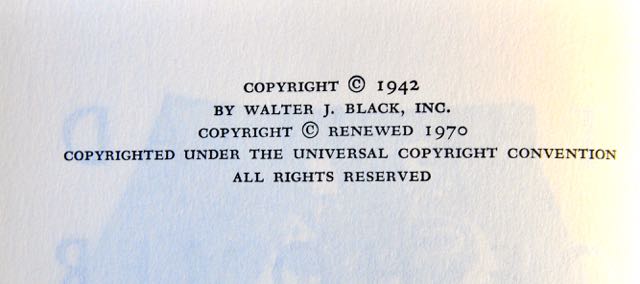 COPYRIGHT © 1942
BY WALTER J. BLACK, INC.
COPYRIGHT © RENEWED 1970
COPYRIGHTED UNDER THE UNIVERSAL COPYRIGHT CONVENTION
ALL RIGHTS RESERVED